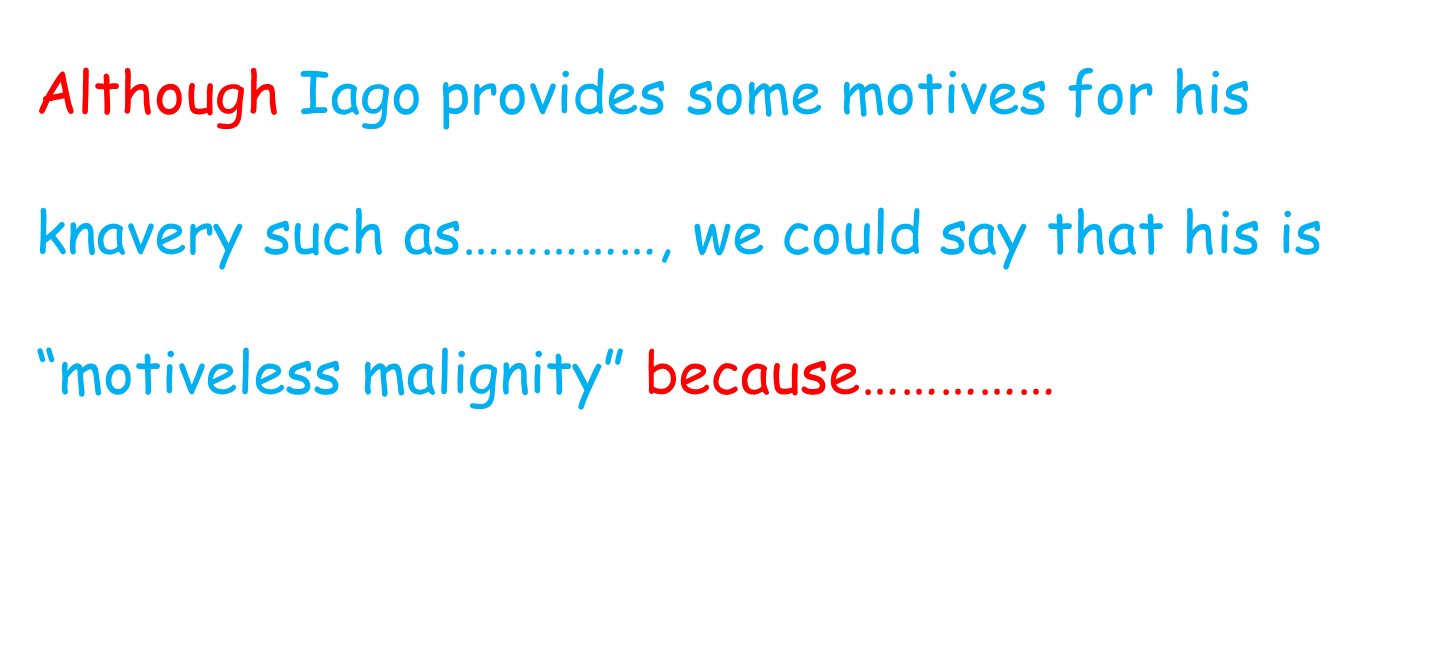 Although Iago provides some motives for his
knavery such as……………, we could say that his is
“motiveless malignity” because……………